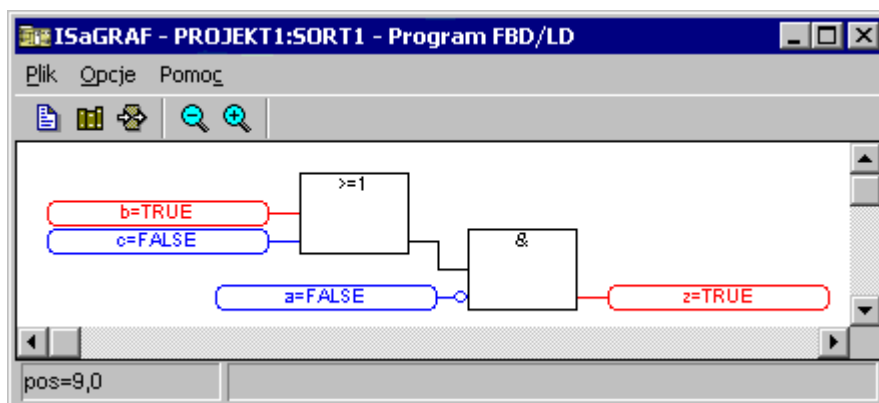 ISaGRAF - PROJEKT1:SORT1 - Program FBD/LD
Plik Opcje Pomoc
>=1
b=TRUE
c=FALSE
&
a=FALSE
z=TRUE
pos=9,0